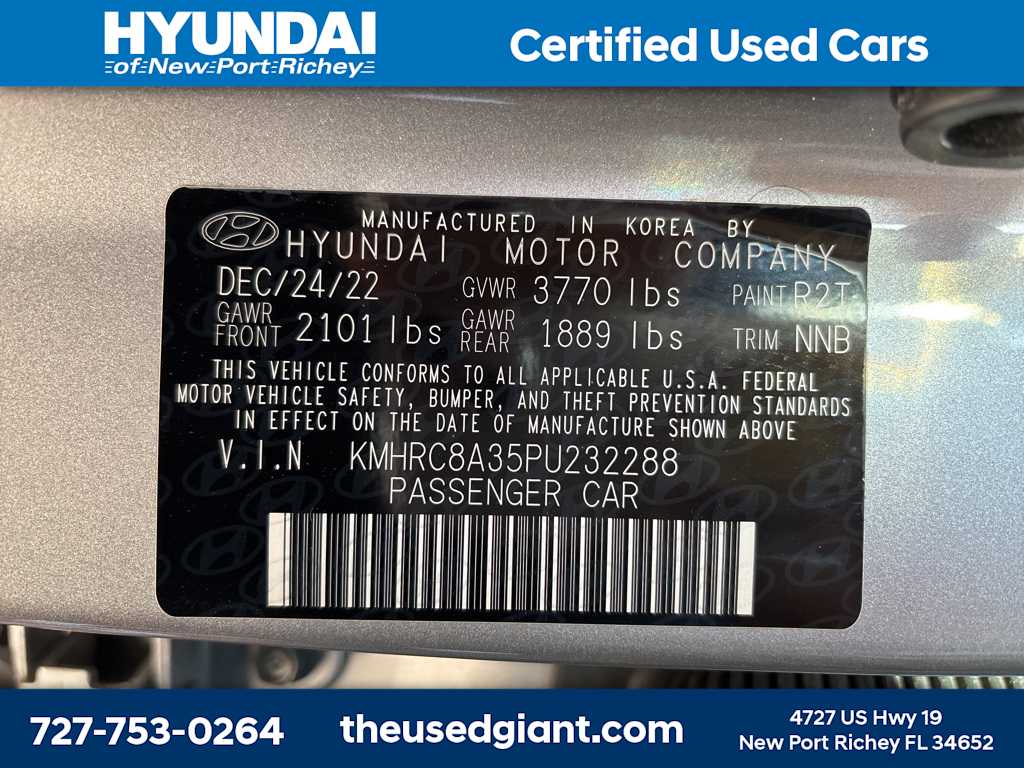 HYUNDAI
of New Port Richey
Certified Used Cars
MANUFACTURED IN KOREA BY
HYUNDAI MOTOR COMPANY
DEC/24/22 GVWR 3770 lbs PAINT R2T
GAWR FRONT 2101 lbs GAWR REAR 1889 lbs TRIM NNB
THIS VEHICLE CONFORMS TO ALL APPLICABLE U.S.A. FEDERAL
MOTOR VEHICLE SAFETY, BUMPER, AND THEFT PREVENTION STANDARDS
IN EFFECT ON THE DATE OF MANUFACTURE SHOWN ABOVE
V.I.N KMHRC8A35PU232288
PASSENGER CAR
727-753-0264
theusedgiant.com
4727 US Hwy 19
New Port Richey FL 34652